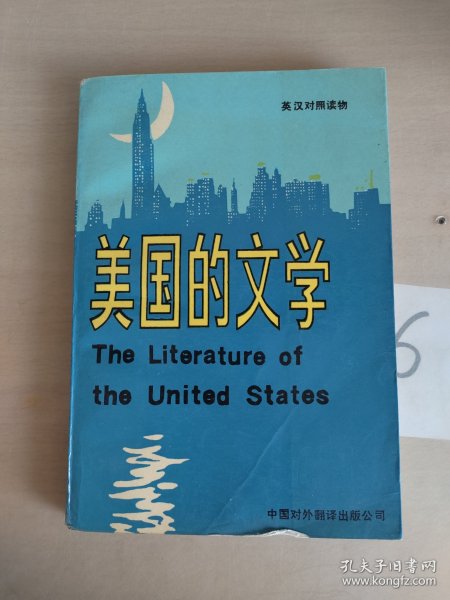 英汉对照读物
美国的文学
The Literature of
the United States
6
中国对外翻译出版公司
孔夫子旧书网
www.kongfz.com